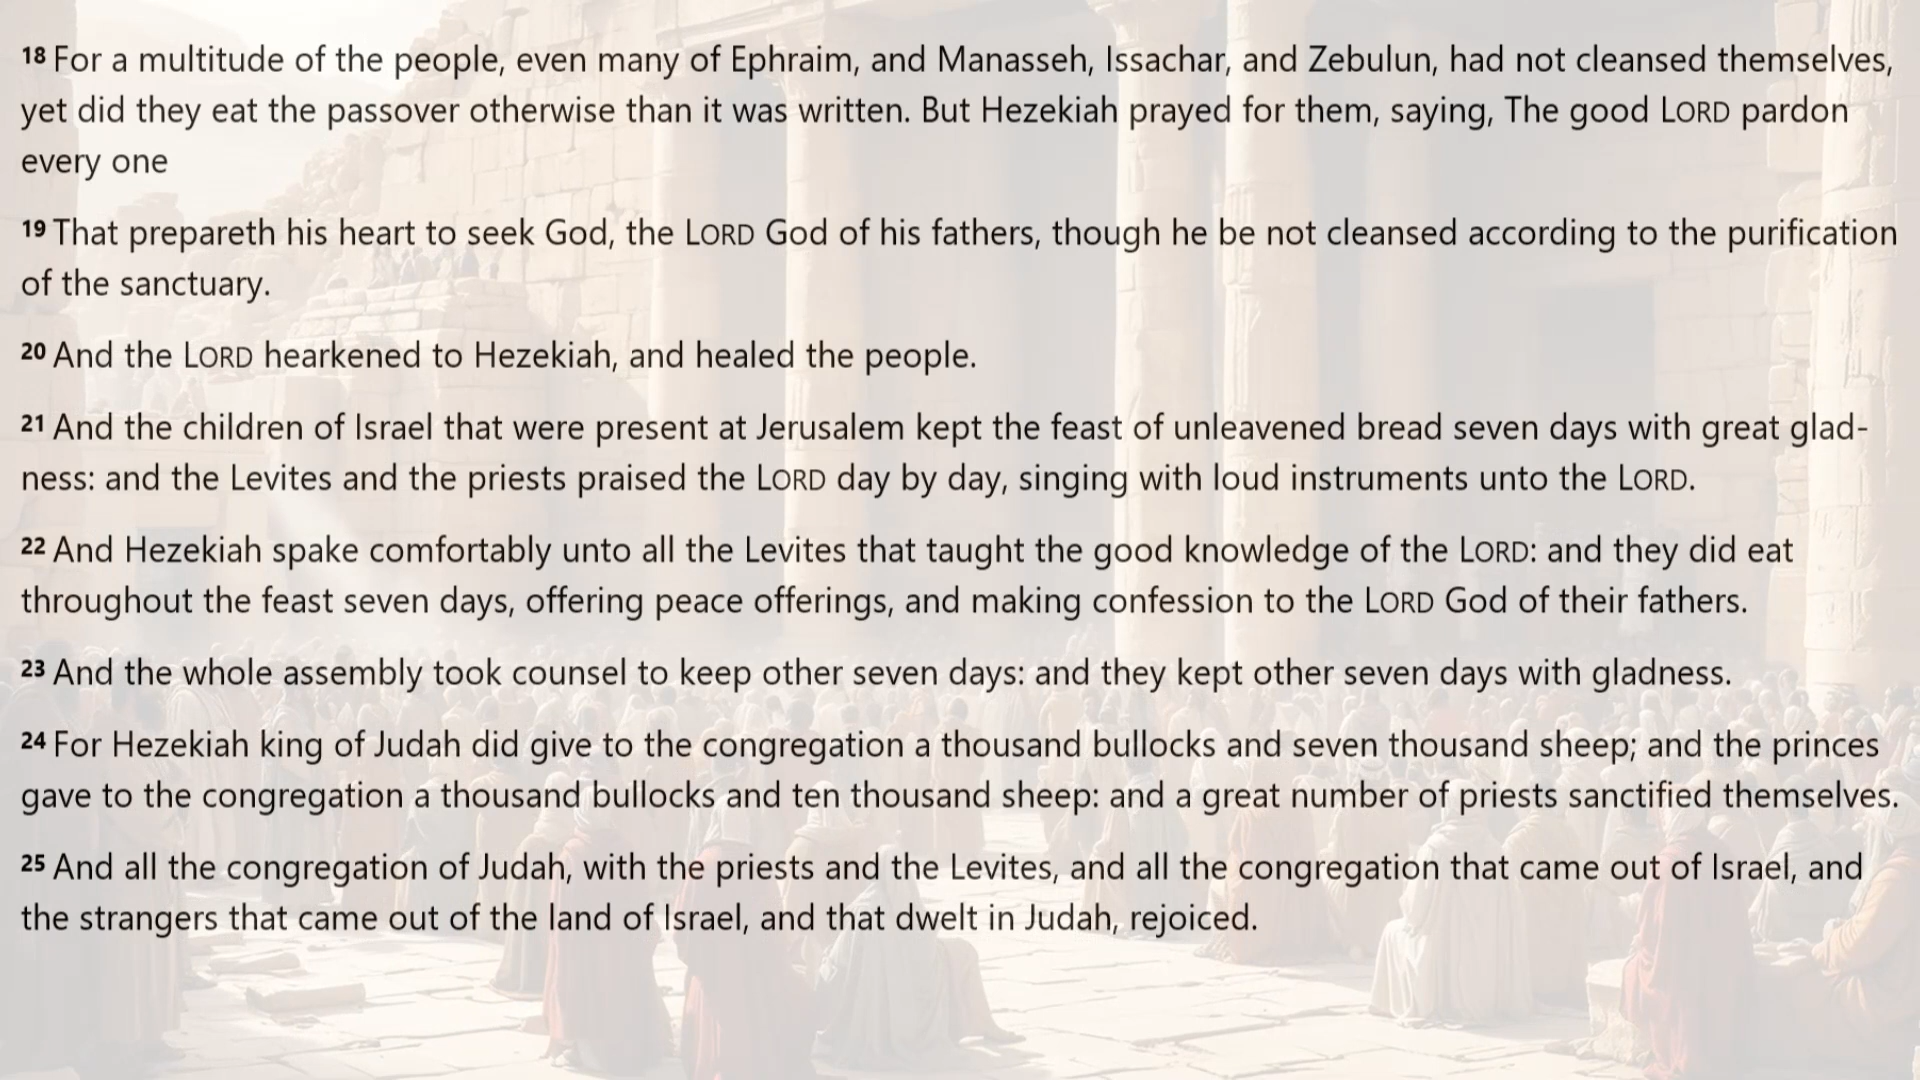 18 For a multitude of the people, even many of Ephraim, and Manasseh, Issachar, and Zebulun, had not cleansed themselves,
yet did they eat the passover otherwise than it was written. But Hezekiah prayed for them, saying, The good LORD pardon
every one
19 That prepareth his heart to seek God, the LORD God of his fathers, though he be not cleansed according to the purification
of the sanctuary.
20 And the LORD hearkened to Hezekiah, and healed the people.
21 And the children of Israel that were present at Jerusalem kept the feast of unleavened bread seven days with great glad-
ness: and the Levites and the priests praised the LORD day by day, singing with loud instruments unto the LORD.
22 And Hezekiah spake comfortably unto all the Levites that taught the good knowledge of the LORD: and they did eat
throughout the feast seven days, offering peace offerings, and making confession to the LORD God of their fathers.
23 And the whole assembly took counsel to keep other seven days: and they kept other seven days with gladness.
24 For Hezekiah king of Judah did give to the congregation a thousand bullocks and seven thousand sheep; and the princes
gave to the congregation a thousand bullocks and ten thousand sheep: and a great number of priests sanctified themselves.
25 And all the congregation of Judah, with the priests and the Levites, and all the congregation that came out of Israel, and
the strangers that came out of the land of Israel, and that dwelt in Judah, rejoiced.